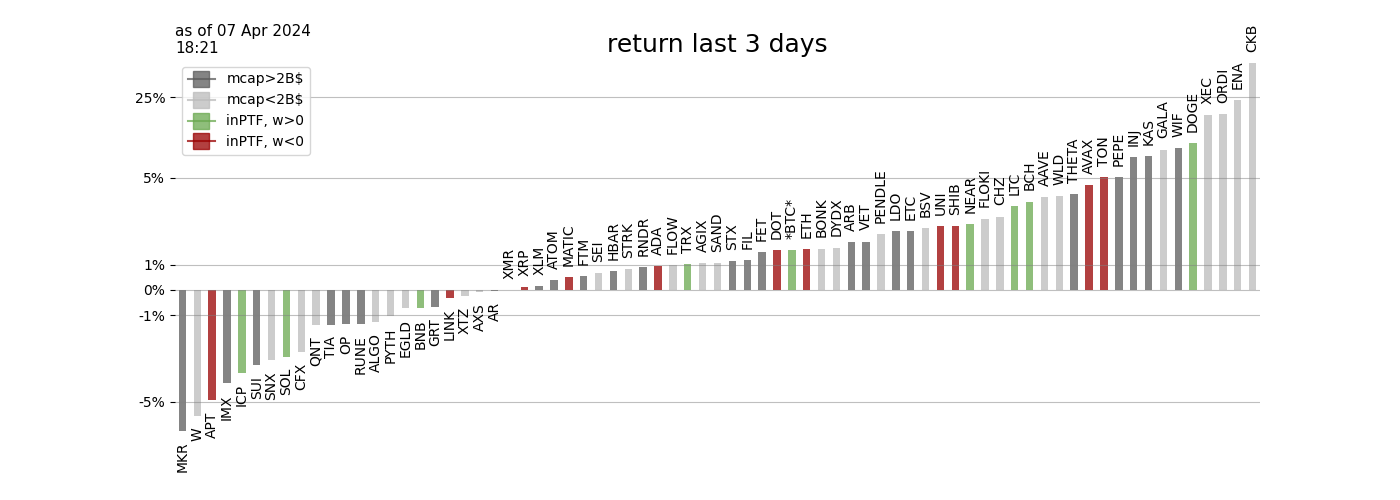 as of 07 Apr 2024
18:21
return last 3 days
mcap>2B$
mcap<2B$
inPTF, w>0
inPTF, w<0
25%
5%
1%
0%
-1%
-5%
MKR
W
APT
IMX
ICP
SUI
SNX
SOL
CFX
QNT
TIA
OP
RUNE
ALGO
PYTH
EGLD
BNB
GRT
LINK
XTZ
AXS
AR
XMR
XRP
XLM
ATOM
MATIC
FTM
SEI
HBAR
STRK
RNDR
ADA
FLOW
TRX
AGIX
SAND
STX
FIL
FET
DOT
*BTC*
ETH
BONK
DYDX
ARB
VET
PENDLE
LDO
ETC
BSV
UNI
SHIB
NEAR
FLOKI
CHZ
LTC
BCH
AAVE
WLD
THETA
AVAX
TON
PEPE
INJ
KAS
GALA
WIF
DOGE
XEC
ORDI
ENA
CKB